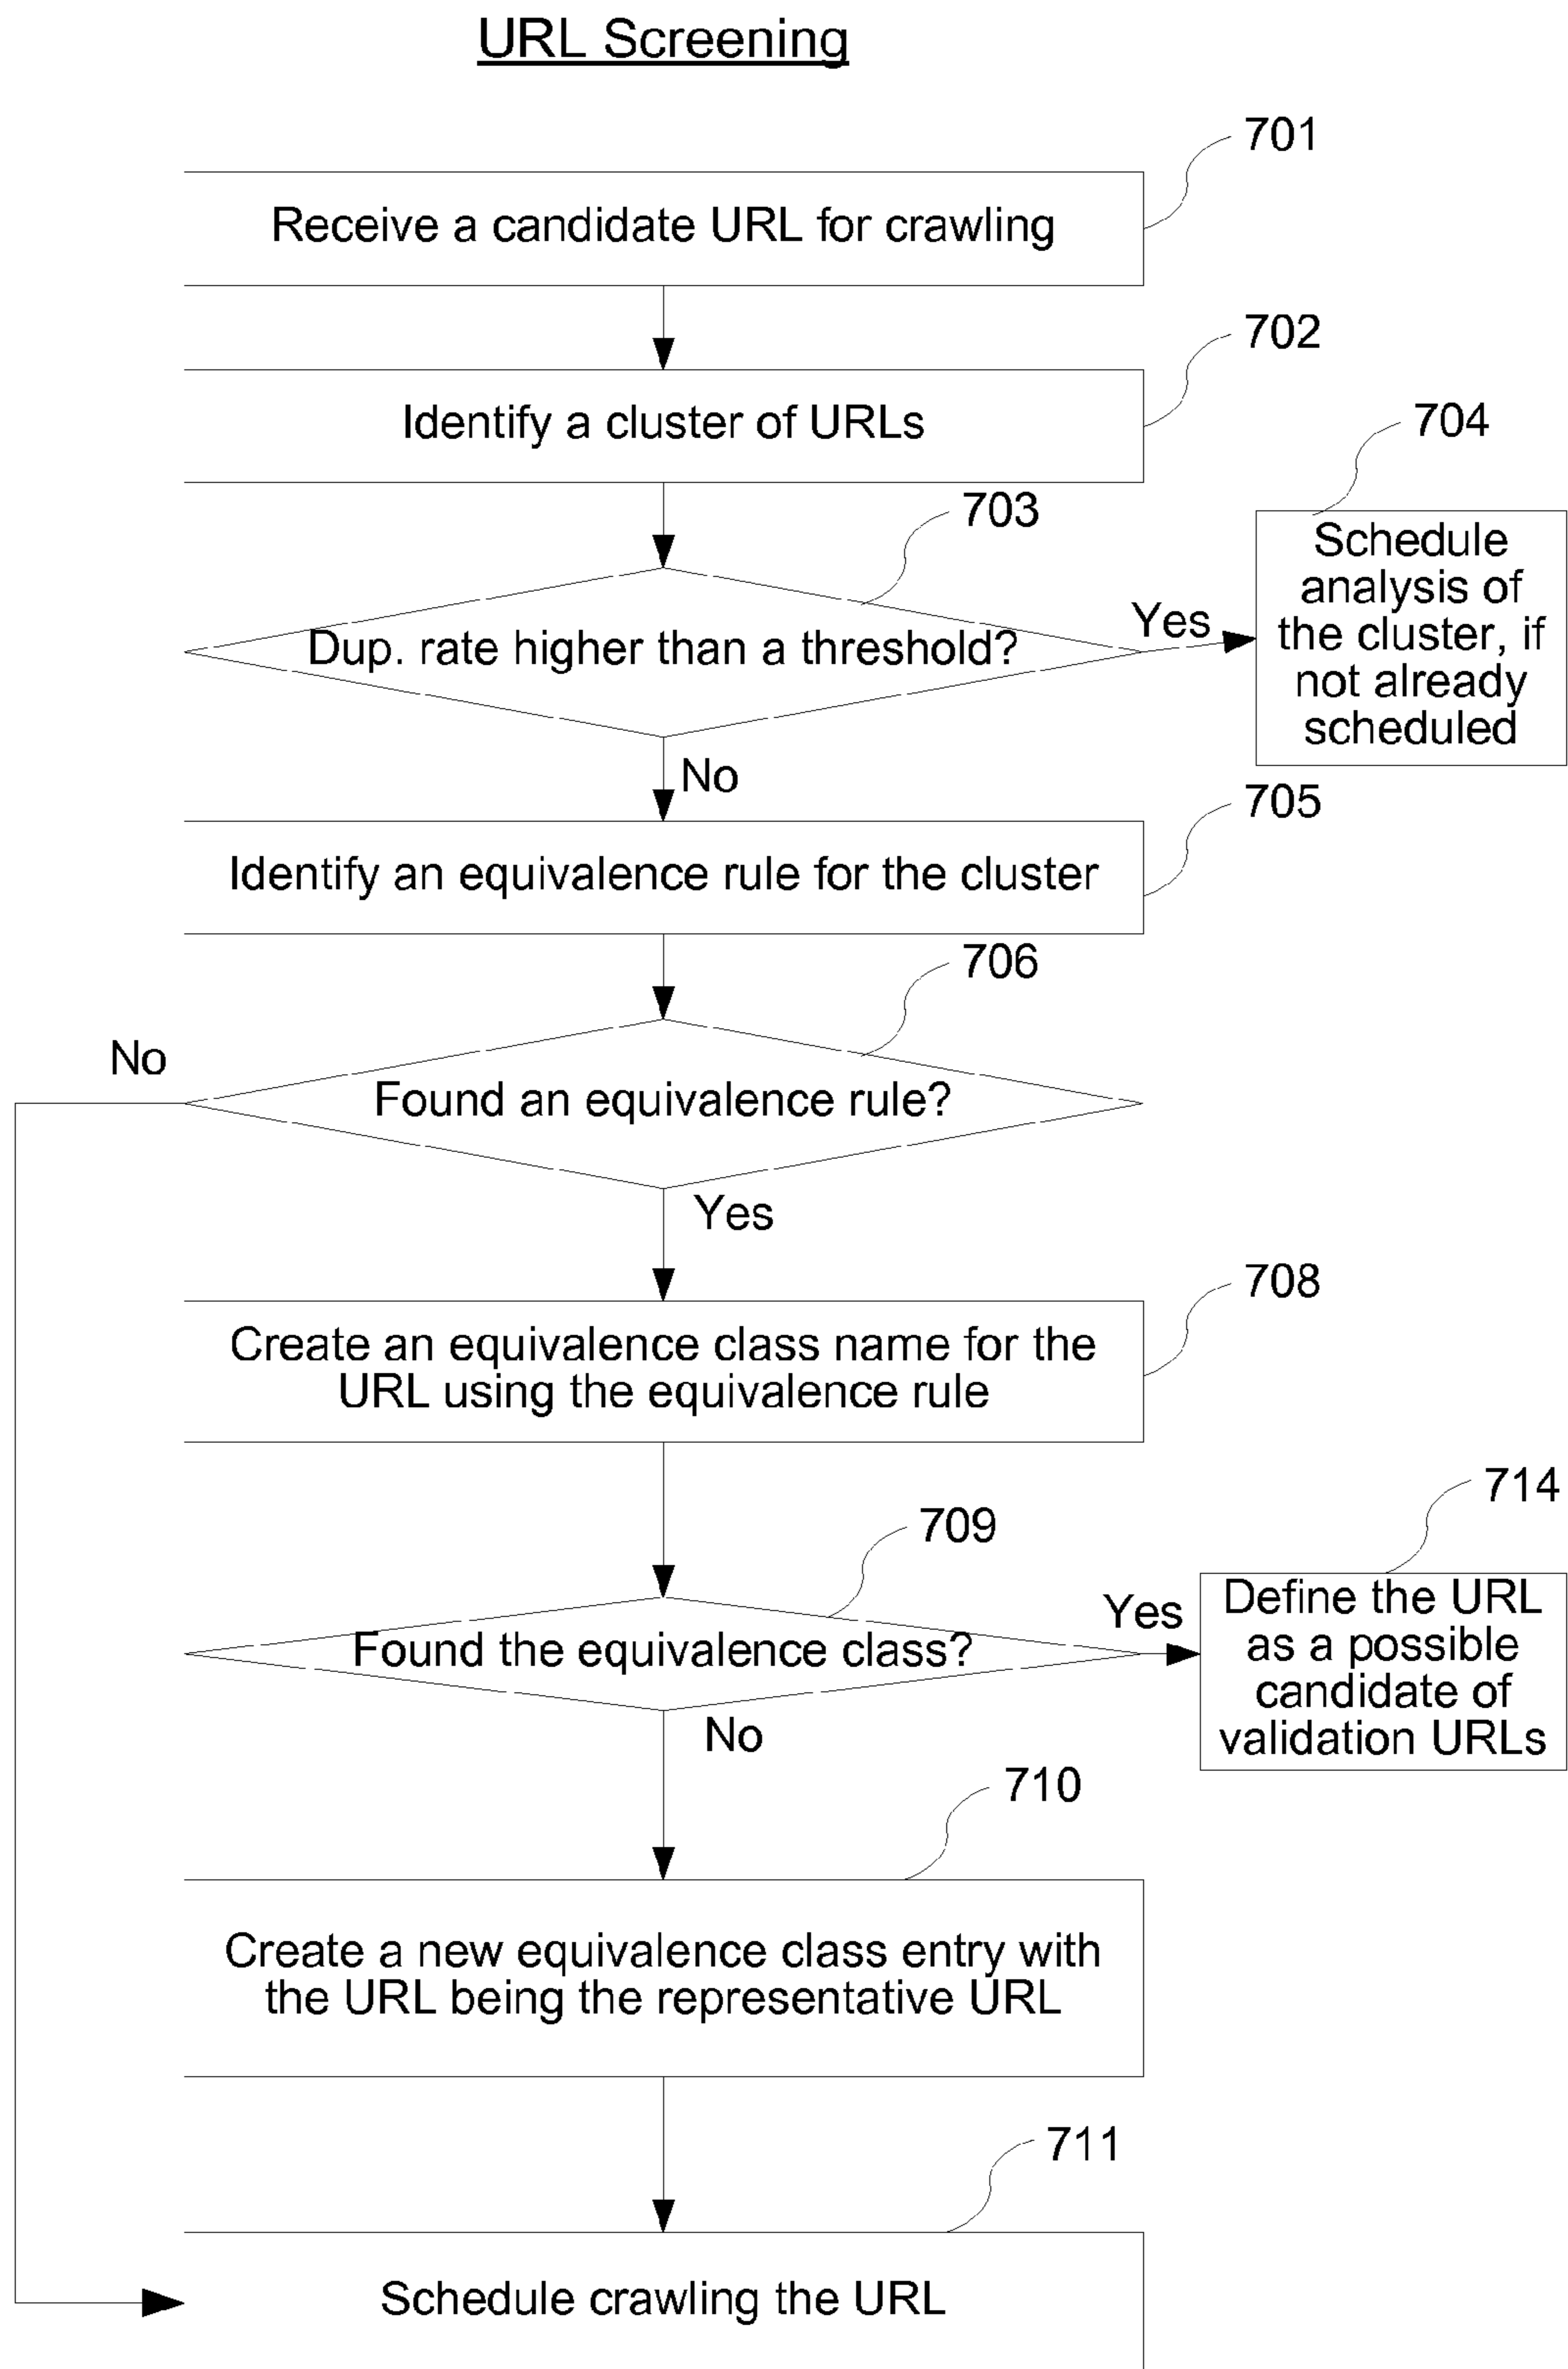 URL Screening
701
Receive a candidate URL for crawling
702
Identify a cluster of URLs
703
704
Dup. rate higher than a threshold?
Yes
Schedule
analysis of
the cluster, if
not already
scheduled
No
705
Identify an equivalence rule for the cluster
706
No
Found an equivalence rule?
Yes
708
Create an equivalence class name for the
URL using the equivalence rule
709
714
Found the equivalence class?
Yes
Define the URL
as a possible
candidate of
validation URLs
No
710
Create a new equivalence class entry with
the URL being the representative URL
711
Schedule crawling the URL